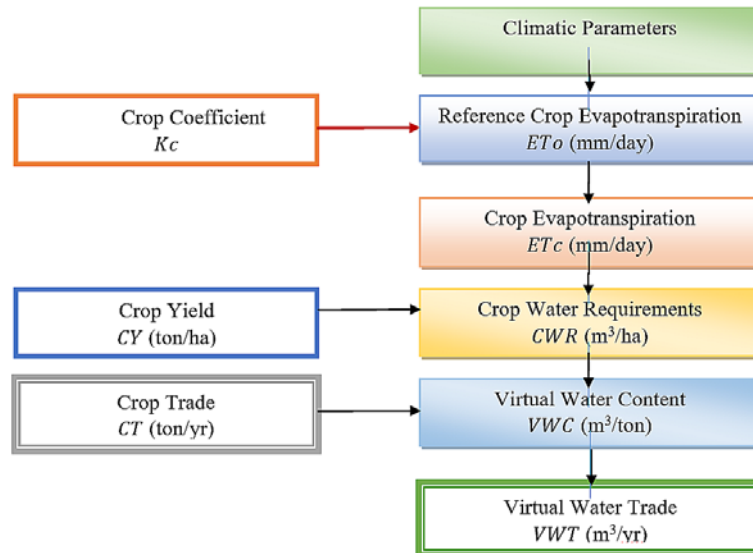 Climatic Parameters
Crop Coefficient
Kc
Reference Crop Evapotranspiration
ETo (mm/day)
Crop Evapotranspiration
ETc (mm/day)
Crop Yield
CY (ton/ha)
Crop Water Requirements
CWR (m³/ha)
Crop Trade
CT (ton/yr)
Virtual Water Content
VWC (m³/ton)
Virtual Water Trade
VWT (m³/yr)